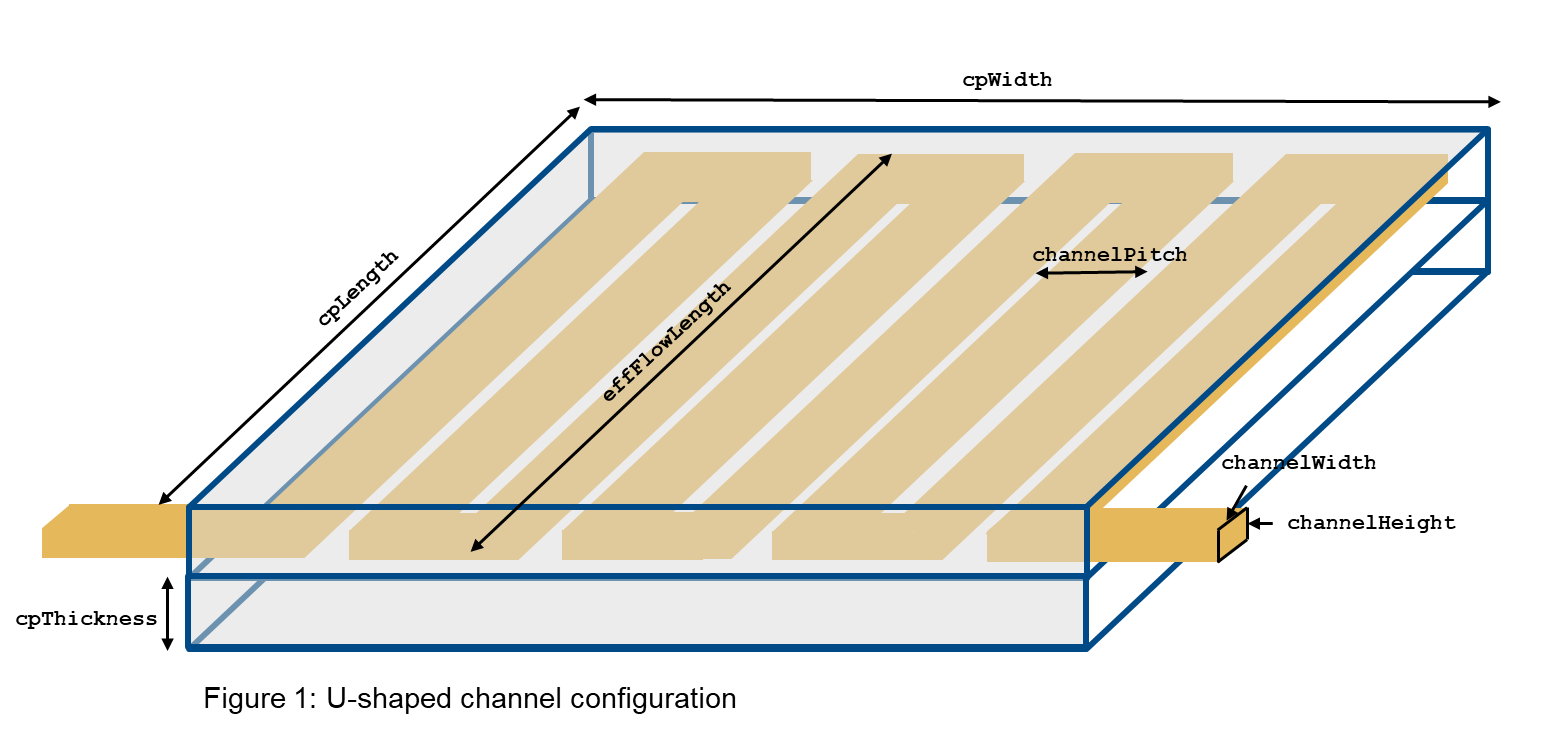 cpWidth
cpLength
channelPitch
effFlowLength
channelWidth
channelHeight
cpThickness
Figure 1: U-shaped channel configuration